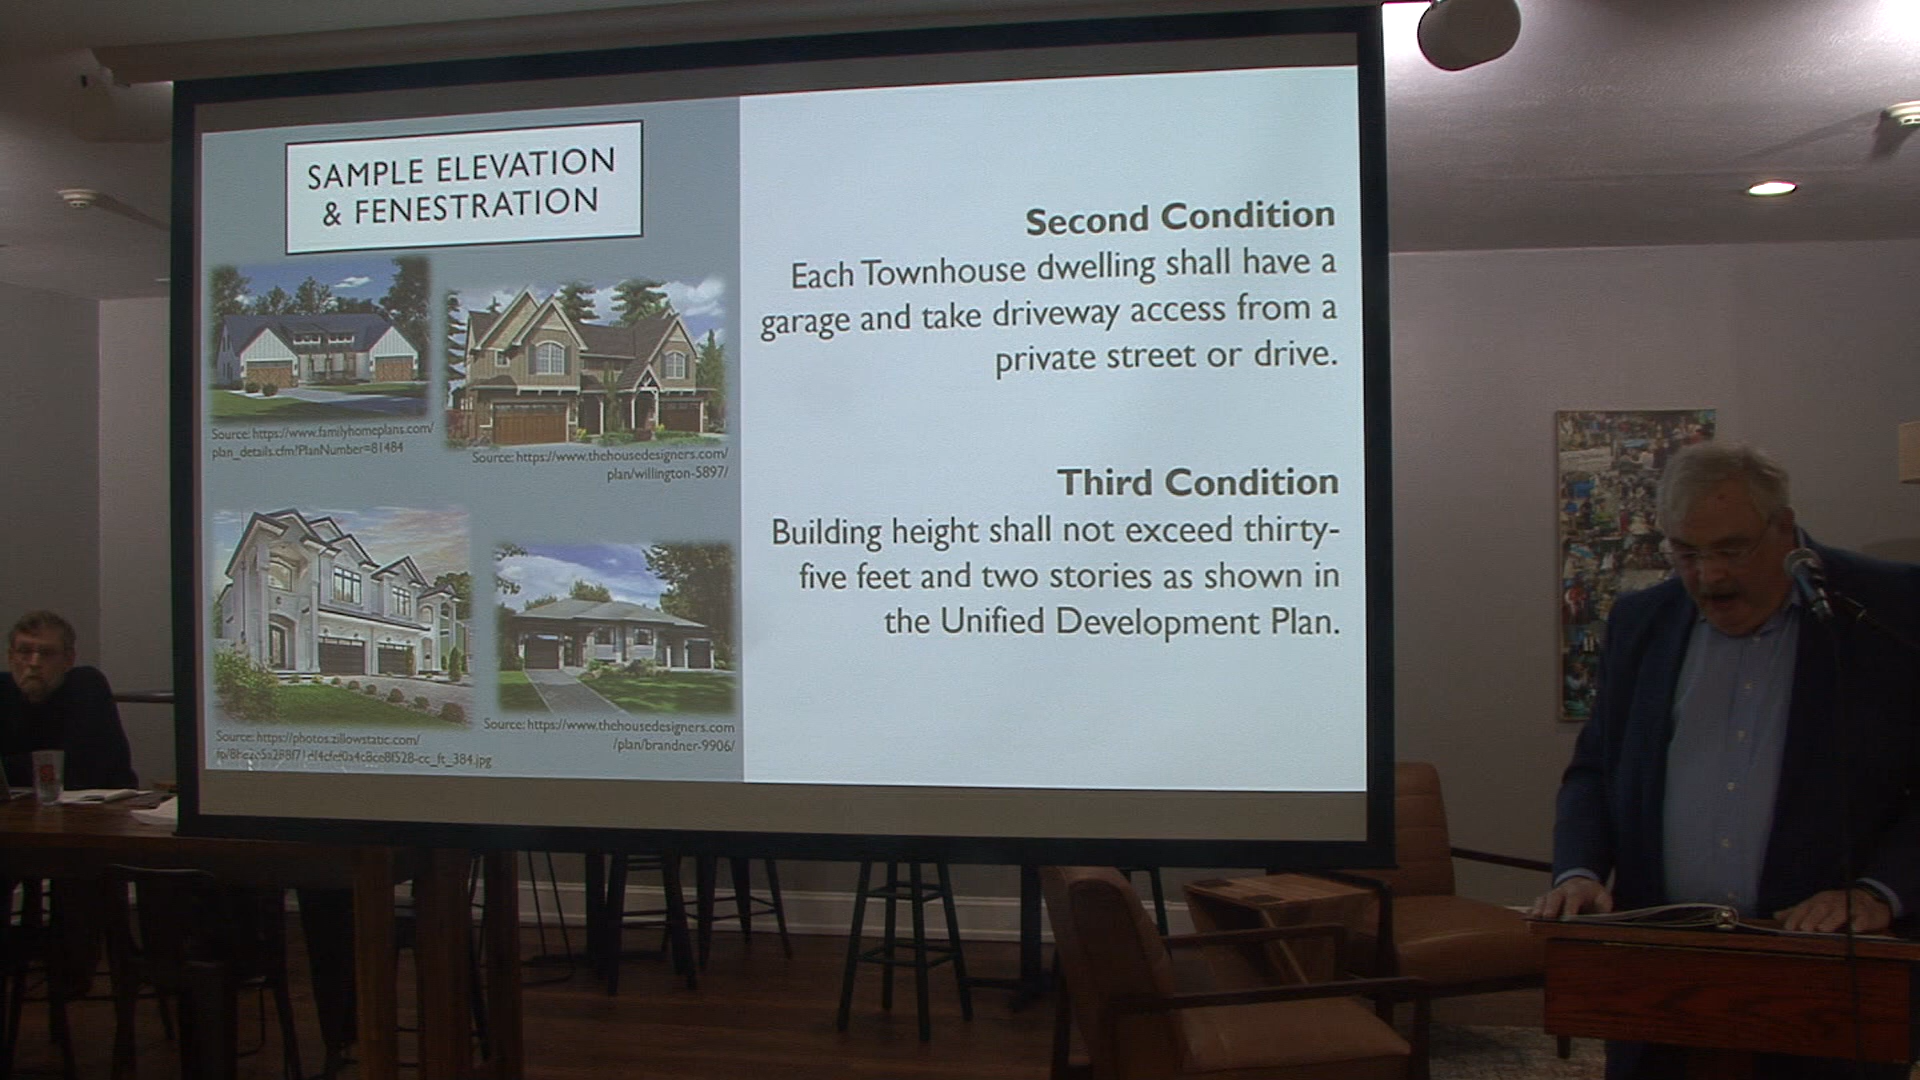 SAMPLE ELEVATION
& FENESTRATION
Source: https://www.familyhomeplans.com/
plan_details.cfm?PlanNumber=81484
Source: https://www.thehousedesigners.com/
plan/willington-5897/
Source: https://photos.zillowstatic.com/
Source: https://www.thehousedesigners.com
/plan/brandner-9906/
Second Condition
Each Townhouse dwelling shall have a
garage and take driveway access from a
private street or drive.
Third Condition
Building height shall not exceed thirty-
five feet and two stories as shown in
the Unified Development Plan.